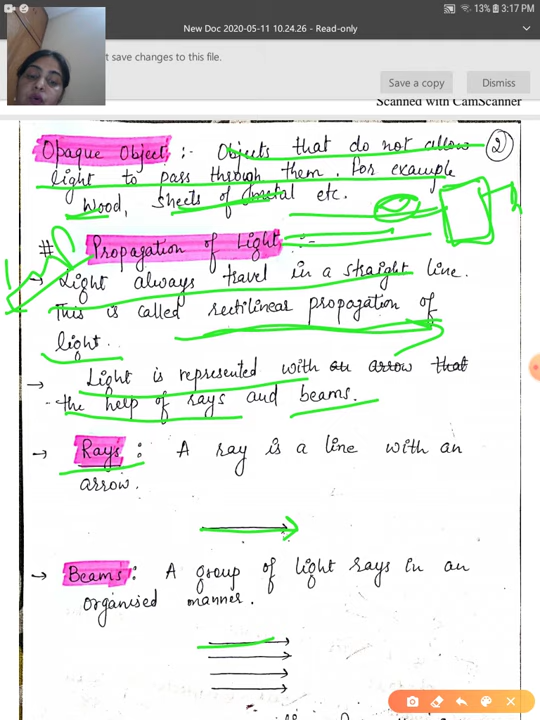 13% 3:17 PM
New Doc 2020-05-11 10.24.26 - Read-only
t save changes to this file.
Save a copy
Dismiss
Scanned with CamScanner
Opaque Object :- Objects that do not allow 2
light to pass through them. For example
Wood, sheets of metal etc.
# Propagation of Light :-
→ Light always travel in a straight line.
This is called rectilinear propagation of
light.
→ Light is represented with an arrow that
the help of rays and beams.
→ Rays : A ray is a line with an
arrow.
→ Beams : A group of light rays in an
organised manner.